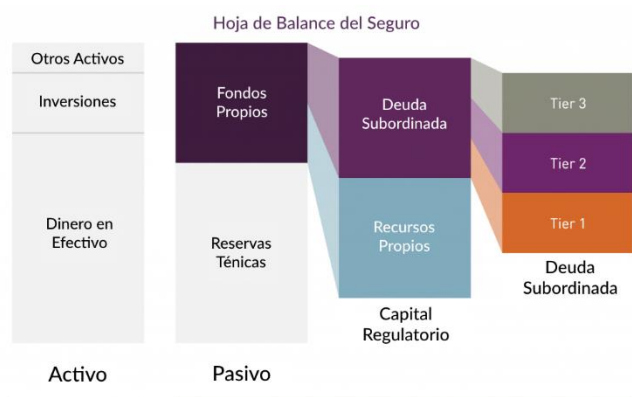 Hoja de Balance del Seguro
Otros Activos
Inversiones
Dinero en
Efectivo
Activo
Fondos
Propios
Reservas
Ténicas
Pasivo
Deuda
Subordinada
Recursos
Propios
Capital
Regulatorio
Tier 3
Tier 2
Tier 1
Deuda
Subordinada